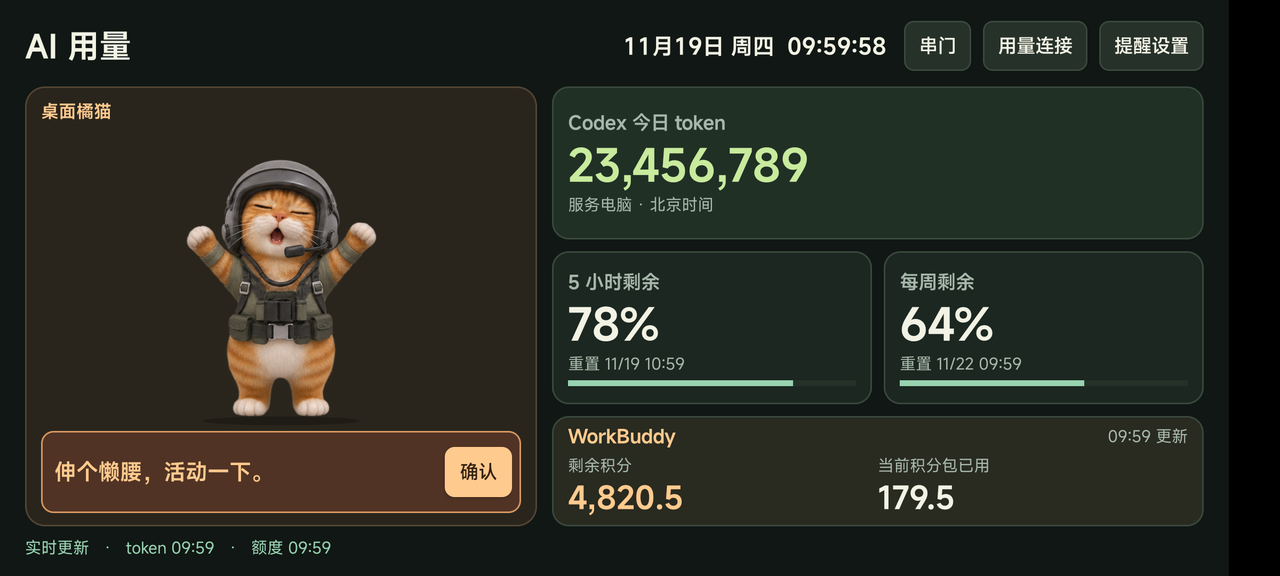 AI 用量
11月19日 周四 09:59:58
串门
用量连接
提醒设置
桌面橘猫
伸个懒腰，活动一下。
确认
Codex 今日 token
23,456,789
服务电脑 · 北京时间
5 小时剩余
78%
重置 11/19 10:59
每周剩余
64%
重置 11/22 09:59
WorkBuddy
09:59 更新
剩余积分
4,820.5
当前积分包已用
179.5
实时更新 · token 09:59 · 额度 09:59